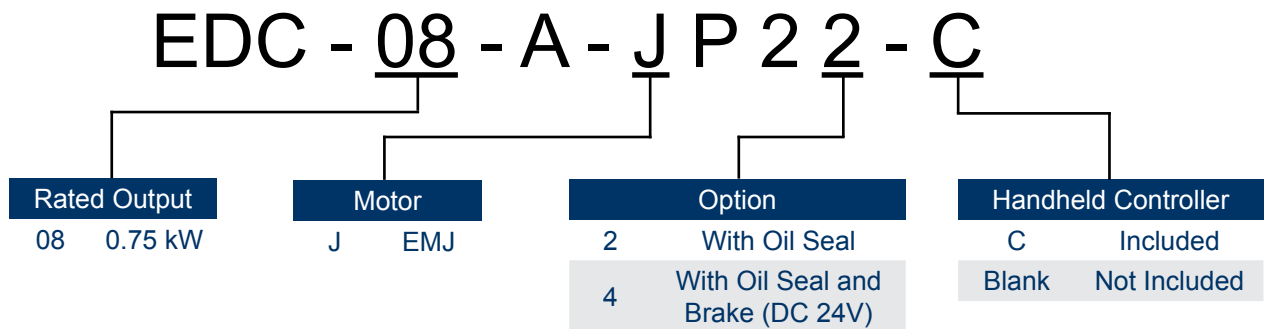 EDC - 08 - A - J P 2 2 - C
Rated Output
08 0.75 kW
Motor
J EMJ
Option
2 With Oil Seal
4 With Oil Seal and
Brake (DC 24V)
Handheld Controller
C Included
Blank Not Included